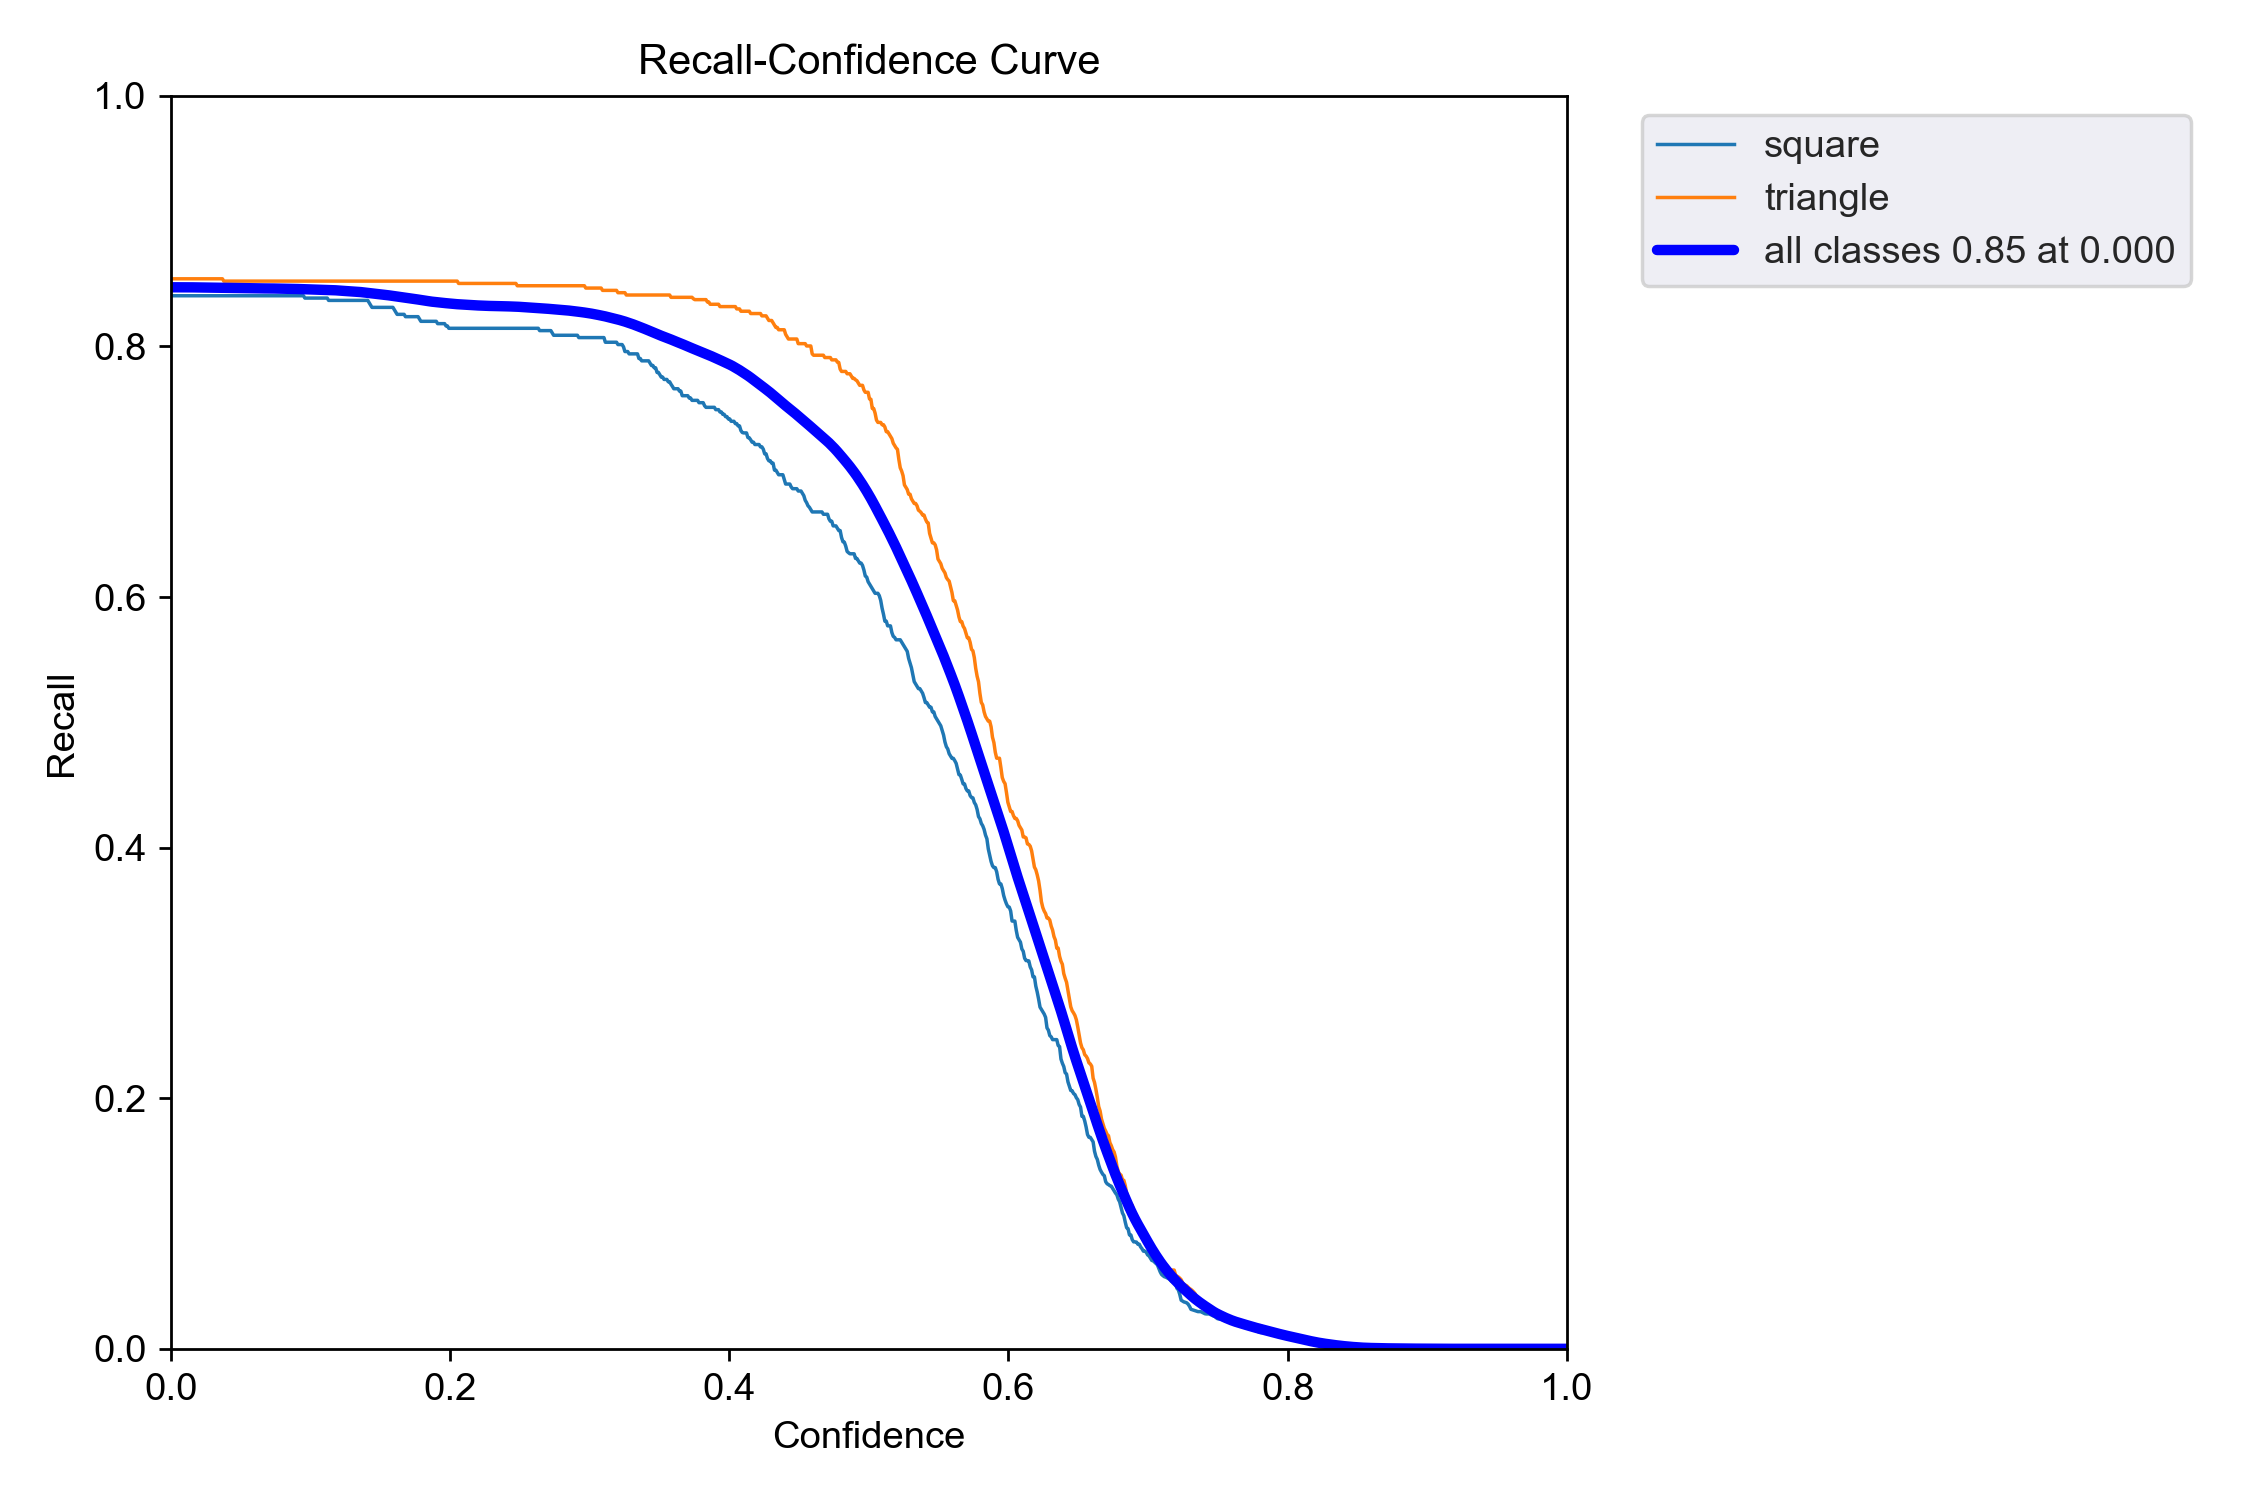 Recall-Confidence Curve
1.0
0.8
0.6
0.4
0.2
0.0
Recall
0.0 0.2 0.4 0.6 0.8 1.0
Confidence
square
triangle
all classes 0.85 at 0.000